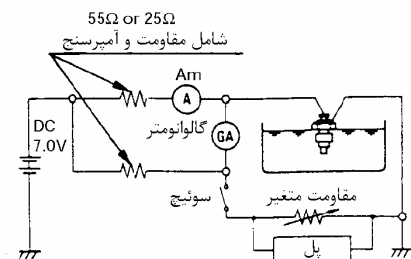 55Ω or 25Ω
شامل مقاومت و آمپرسنج
Am
A
گالوانومتر
GA
DC
7.0V
سوئیچ
مقاومت متغیر
پل